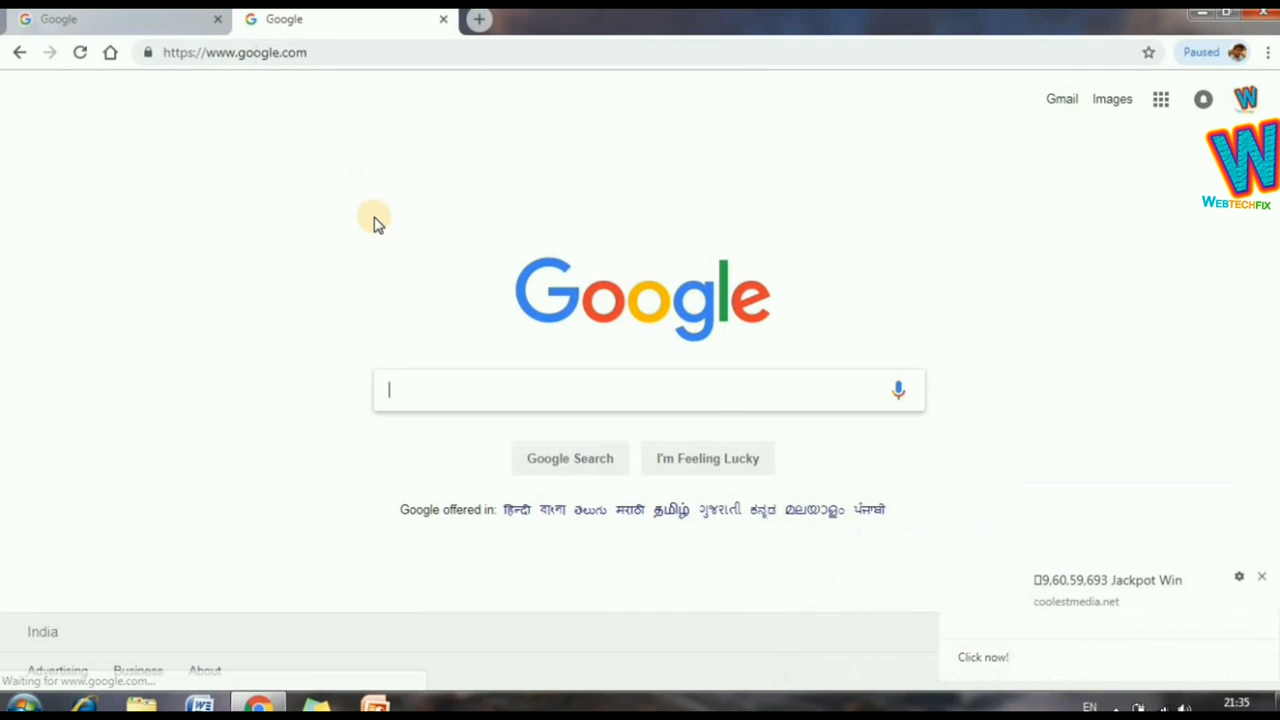 Google
Google
https://www.google.com
Paused
Gmail Images
W
W
WEBTECHFIX
Google
Google Search
I'm Feeling Lucky
Google offered in: हिन्दी বাংলা తెలుగు मराठी தமிழ் ગુજરાતી ಕನ್ನಡ മലയാളം ਪੰਜਾਬੀ
9,60,59,693 Jackpot Win
coolestmedia.net
India
Click now!
Advertising Business About
Waiting for www.google.com...
EN
21:35